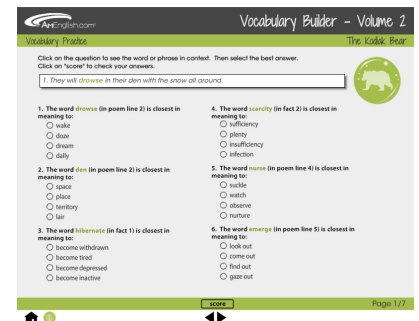 AMEnglish.com
Vocabulary Builder – Volume 2
Vocabulary Practice
The Kodiak Bear
Click on the question to see the word or phrase in context. Then select the best answer.
Click on "score" to check your answers.
1. They will drowse in their den with the snow all around.
1. The word drowse (in poem line 2) is closest in
meaning to:
wake
doze
dream
dally
2. The word den (in poem line 2) is closest in
meaning to:
space
place
territory
lair
3. The word hibernate (in fact 1) is closest in
meaning to:
become withdrawn
become tired
become depressed
become inactive
4. The word scarcity (in fact 2) is closest in
meaning to:
sufficiency
plenty
insufficiency
infection
5. The word nurse (in poem line 4) is closest in
meaning to:
suckle
watch
observe
nurture
6. The word emerge (in poem line 5) is closest in
meaning to:
look out
come out
find out
gaze out
score
Page 1/7